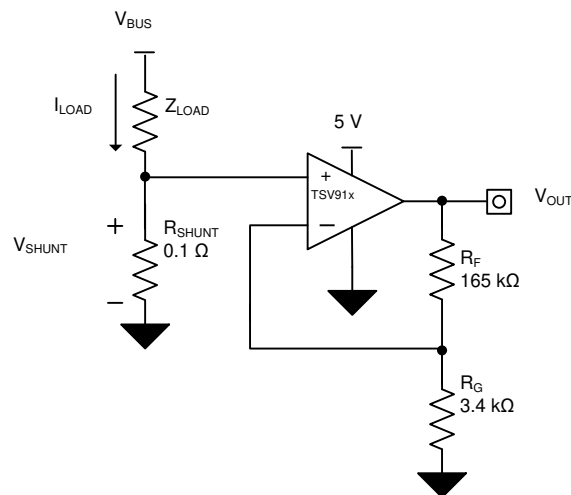 VBUS
ILOAD
ZLOAD
5 V
+
TSV91x
−
VOUT
+
VSHUNT
RSHUNT
0.1 Ω
−
RF
165 kΩ
RG
3.4 kΩ